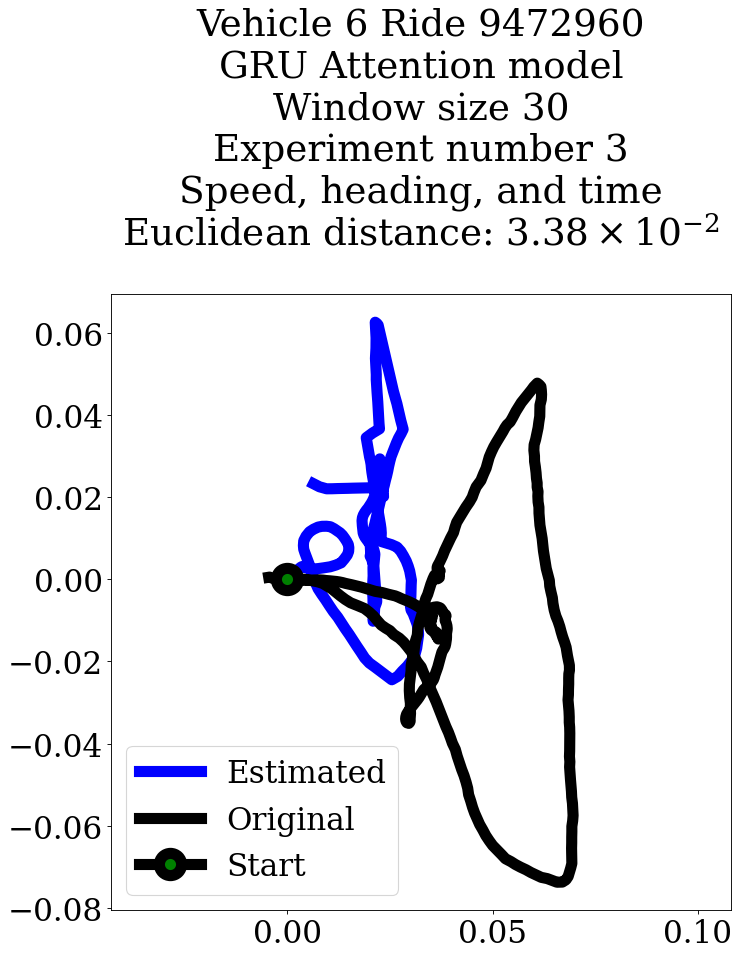 Vehicle 6 Ride 9472960
GRU Attention model
Window size 30
Experiment number 3
Speed, heading, and time
Euclidean distance: 3.38 × 10⁻²
0.06
0.04
0.02
0.00
−0.02
−0.04
−0.06
−0.08
Estimated
Original
Start
0.00
0.05
0.10